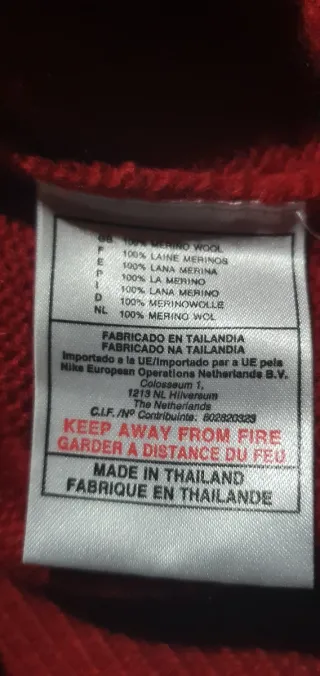 GB 100% MERINO WOOL
F 100% LAINE MERINOS
E 100% LANA MERINA
P 100% LA MERINO
I 100% LANA MERINO
D 100% MERINOWOLLE
NL 100% MERINO WOL
FABRICADO EN TAILANDIA
FABRICADO NA TAILANDIA
Importado a la UE/Importado par a UE pela
Nike European Operations Netherlands B.V.
Colosseum 1,
1213 NL Hilversum
The Netherlands
C.I.F. /Nº Contribuinte: 802820329
KEEP AWAY FROM FIRE
GARDER A DISTANCE DU FEU
MADE IN THAILAND
FABRIQUE EN THAILANDE